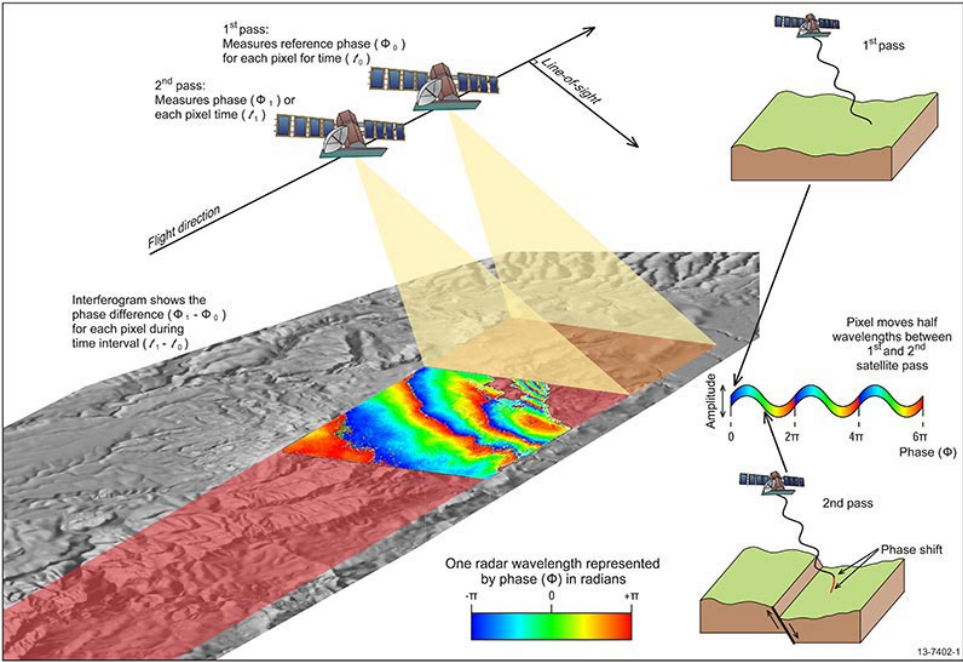 1st pass:
Measures reference phase (Φ0)
for each pixel for time (t0)
2nd pass:
Measures phase (Φ1) or
each pixel time (t1)
Line-of-sight
Flight direction
1st pass
Interferogram shows the
phase difference (Φ1 - Φ0)
for each pixel during
time interval (t1 - t0)
Pixel moves half
wavelengths between
1st and 2nd
satellite pass
Amplitude
0 2π 4π 6π
Phase (Φ)
2nd pass
Phase shift
One radar wavelength represented
by phase (Φ) in radians
-π 0 +π
13-7402-1